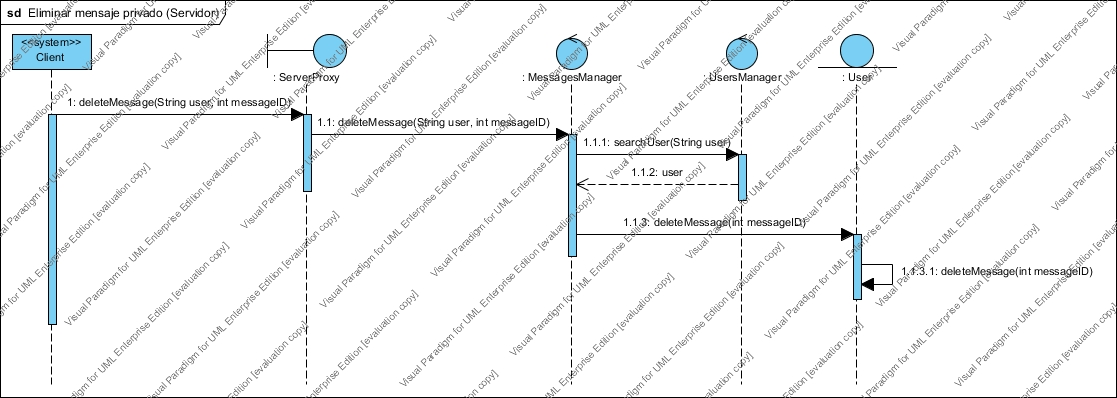 sd Eliminar mensaje privado (Servidor)
<<system>>
Client
: ServerProxy
: MessagesManager
: UsersManager
: User
1: deleteMessage(String user, int messageID)
1.1: deleteMessage(String user, int messageID)
1.1.1: searchUser(String user)
1.1.2: user
1.1.3: deleteMessage(int messageID)
1.1.3.1: deleteMessage(int messageID)
Visual Paradigm for UML Enterprise Edition [evaluation copy]